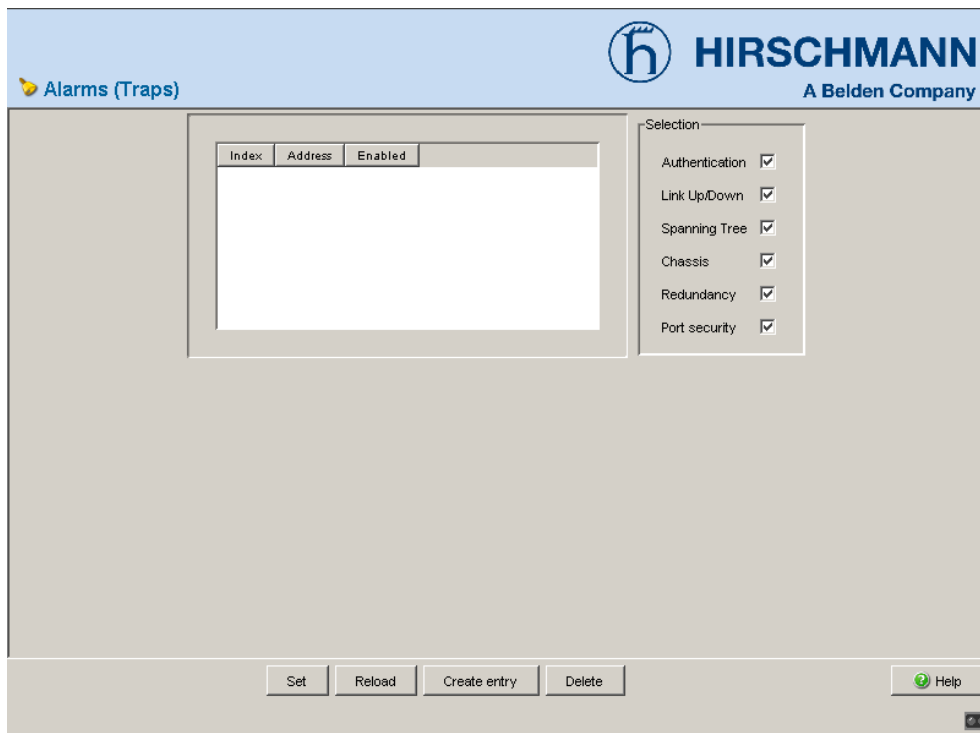 HIRSCHMANN
A Belden Company
Alarms (Traps)
Index Address Enabled
Selection
Authentication
Link Up/Down
Spanning Tree
Chassis
Redundancy
Port security
Set Reload Create entry Delete Help